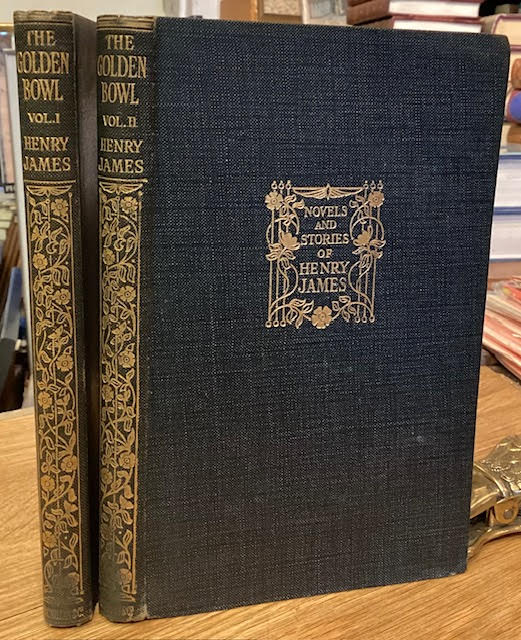 THE
GOLDEN
BOWL
VOL.I
HENRY
JAMES
THE
GOLDEN
BOWL
VOL.II
HENRY
JAMES
NOVELS
AND
STORIES
OF
HENRY
JAMES